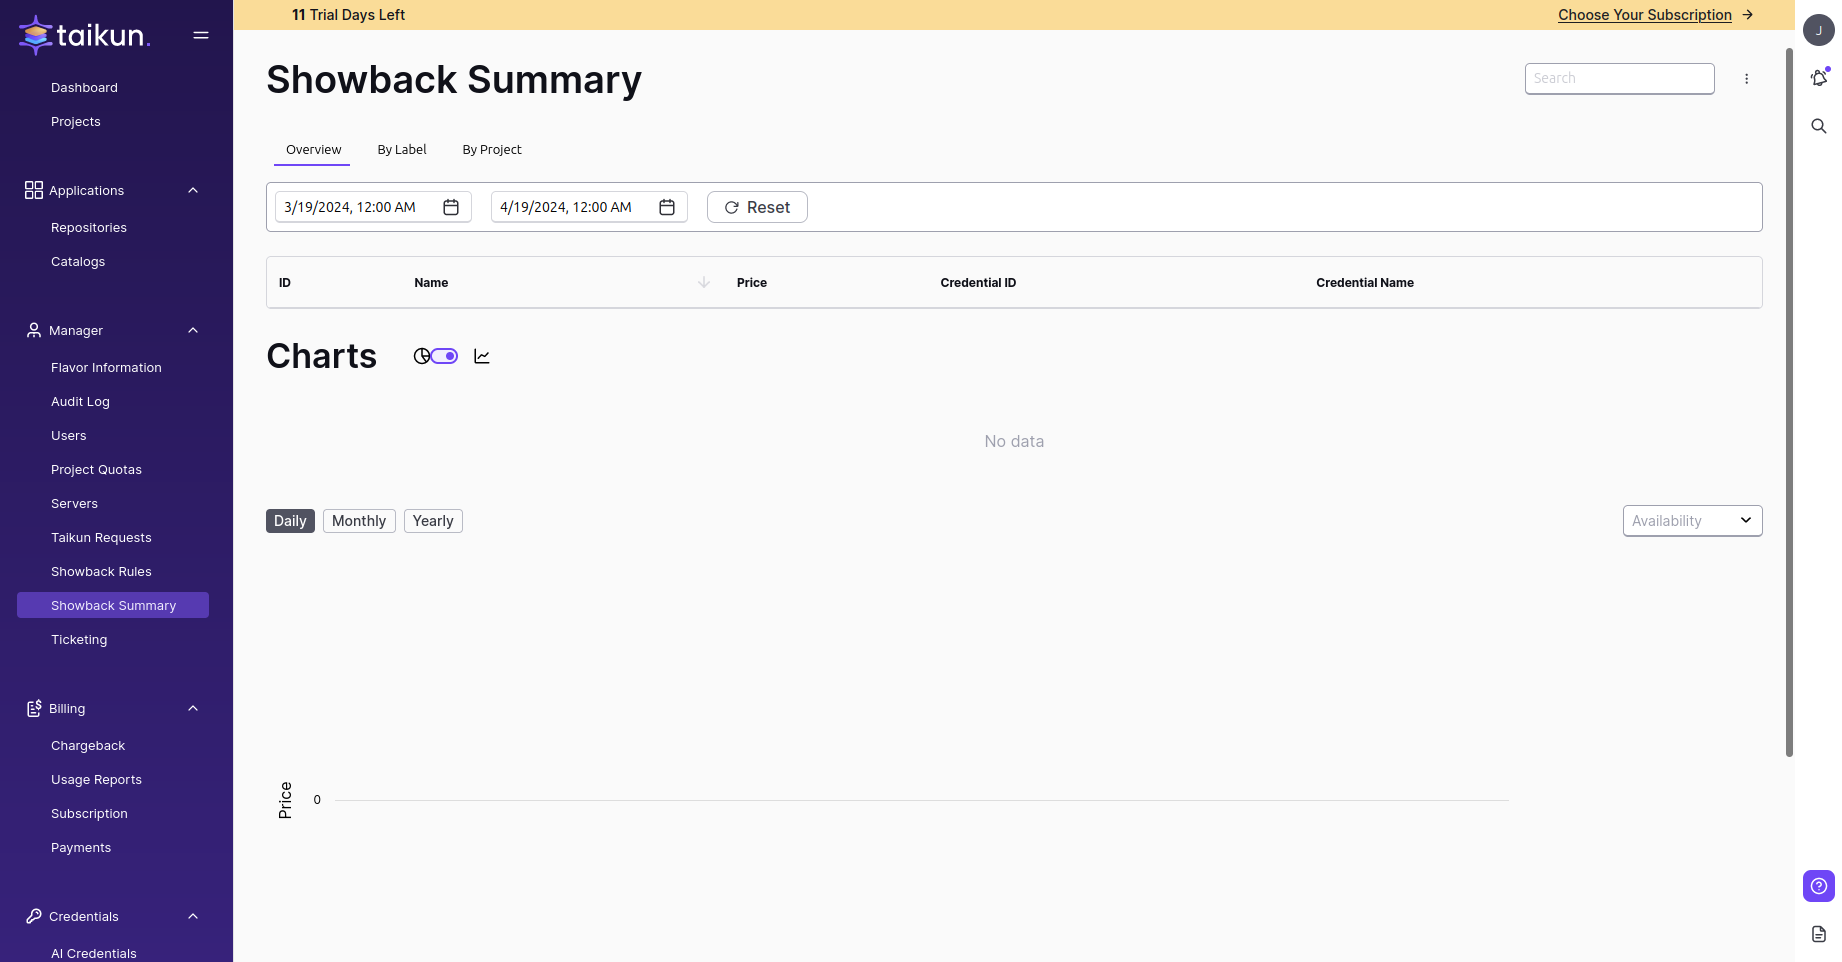 taikun.
Dashboard
Projects
Applications
Repositories
Catalogs
Manager
Flavor Information
Audit Log
Users
Project Quotas
Servers
Taikun Requests
Showback Rules
Showback Summary
Ticketing
Billing
Chargeback
Usage Reports
Subscription
Payments
Credentials
AI Credentials
11 Trial Days Left
Choose Your Subscription
J
Showback Summary
Search
Overview
By Label
By Project
3/19/2024, 12:00 AM
4/19/2024, 12:00 AM
Reset
ID
Name
Price
Credential ID
Credential Name
Charts
No data
Daily
Monthly
Yearly
Availability
Price
0